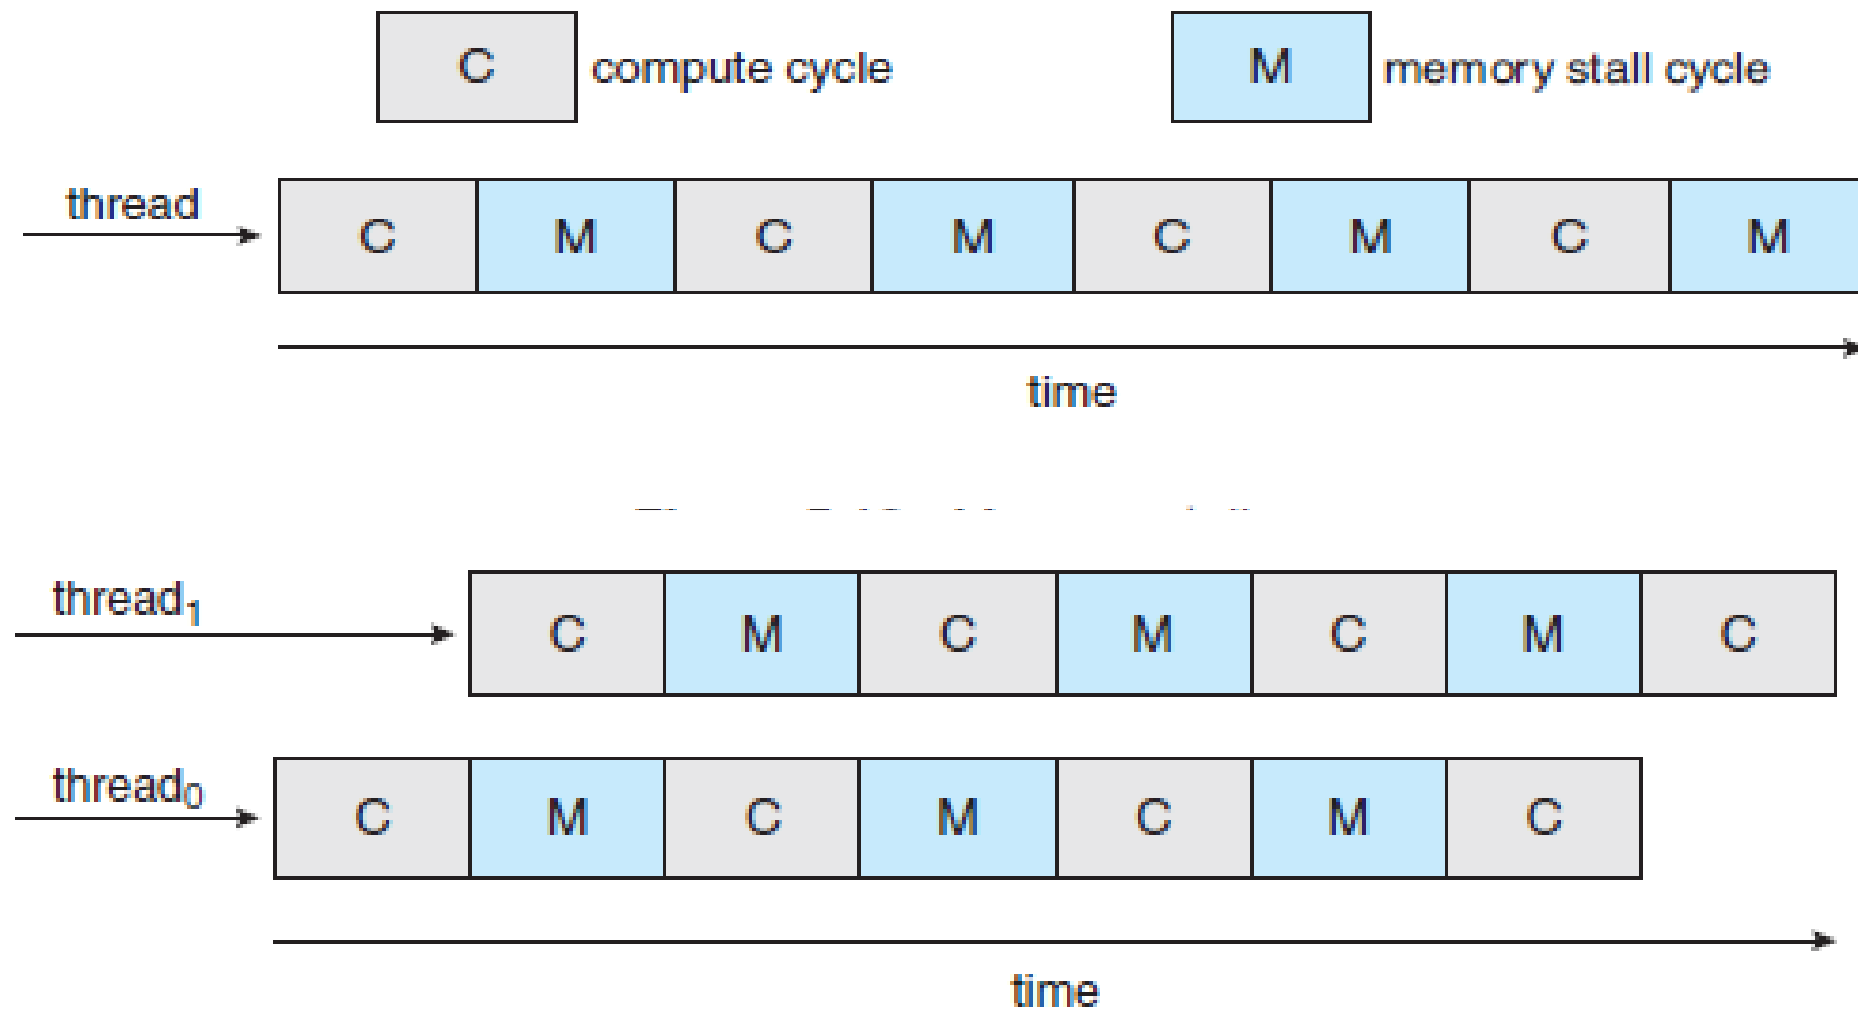 C compute cycle M memory stall cycle
thread C M C M C M C M
time
thread1 C M C M C M C
thread0 C M C M C M C
time